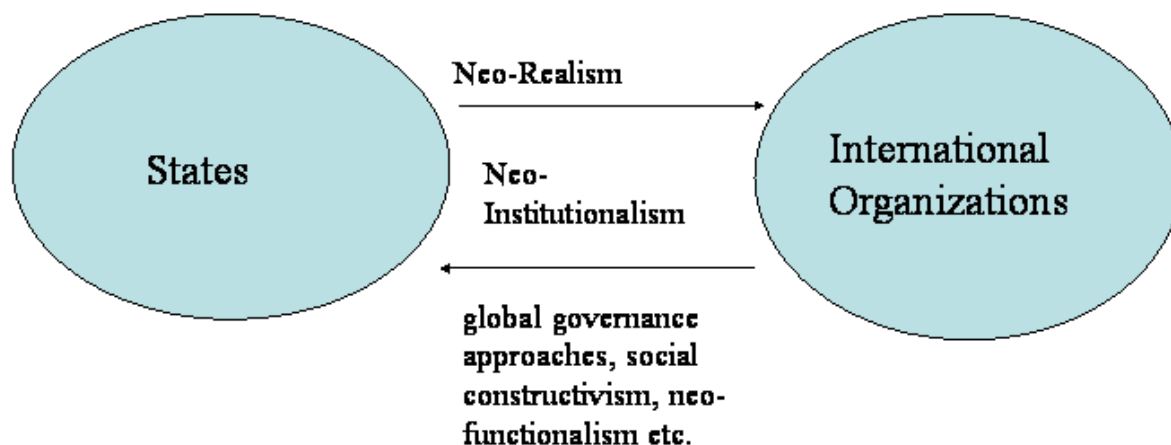 Neo-Realism
States
International
Organizations
Neo-
Institutionalism
global governance
approaches, social
constructivism, neo-
functionalism etc.